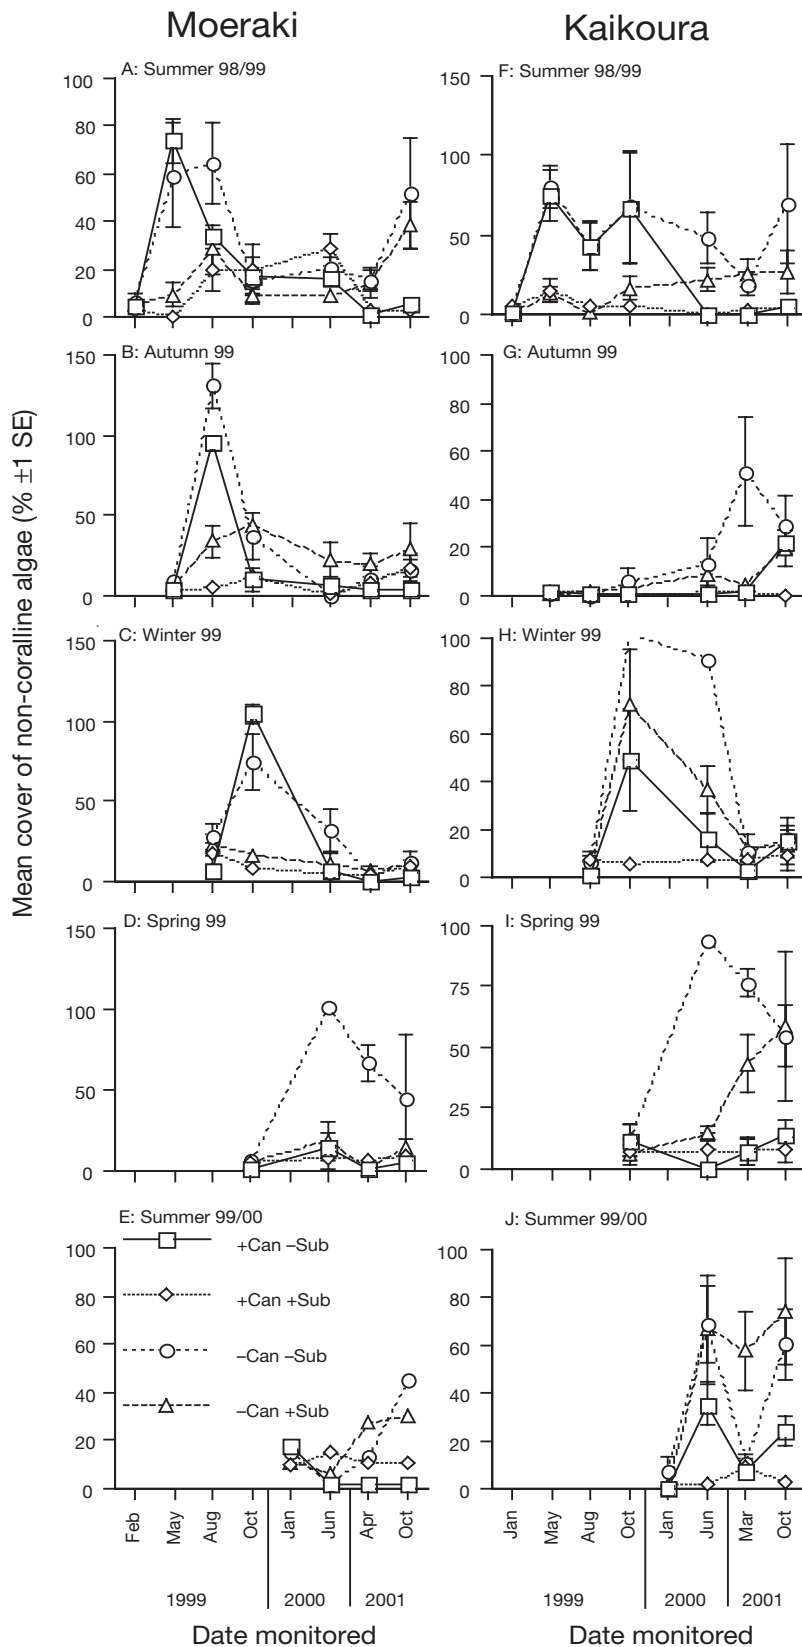 Moeraki
Kaikoura
Mean cover of non-coralline algae (% ±1 SE)
A: Summer 98/99
100
80
60
40
20
0
F: Summer 98/99
150
100
50
0
B: Autumn 99
150
100
50
0
G: Autumn 99
100
80
60
40
20
0
C: Winter 99
150
100
50
0
H: Winter 99
100
80
60
40
20
0
D: Spring 99
150
100
50
0
I: Spring 99
100
75
50
25
0
E: Summer 99/00
+Can –Sub
+Can +Sub
–Can –Sub
–Can +Sub
100
80
60
40
20
0
J: Summer 99/00
100
80
60
40
20
0
Feb May Aug Oct Jan Jun Apr Oct
1999 2000 2001
Date monitored
Jan May Aug Oct Jan Jun Mar Oct
1999 2000 2001
Date monitored